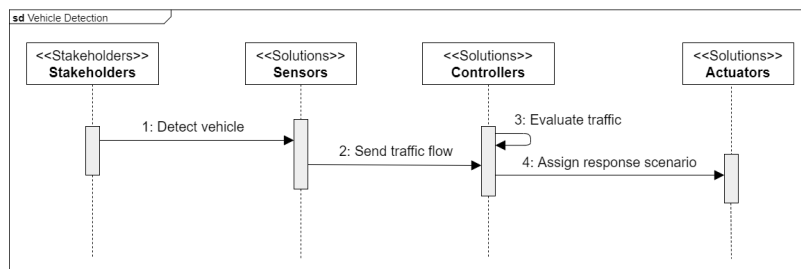 sd Vehicle Detection
<<Stakeholders>>
Stakeholders
<<Solutions>>
Sensors
<<Solutions>>
Controllers
<<Solutions>>
Actuators
1: Detect vehicle
3: Evaluate traffic
2: Send traffic flow
4: Assign response scenario